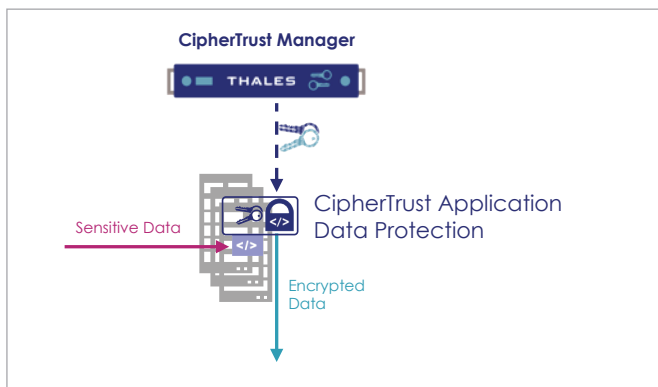 CipherTrust Manager
THALES
CipherTrust Application
Data Protection
</>
Sensitive Data
</>
Encrypted
Data